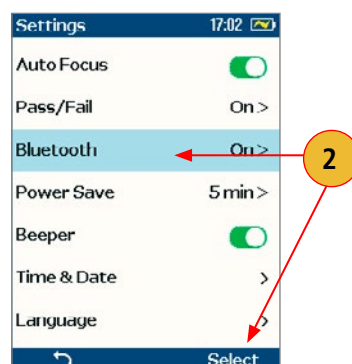 Settings 17:02
Auto Focus
Pass/Fail On >
Bluetooth On >
2
Power Save 5 min >
Beeper
Time & Date >
Language >
Select